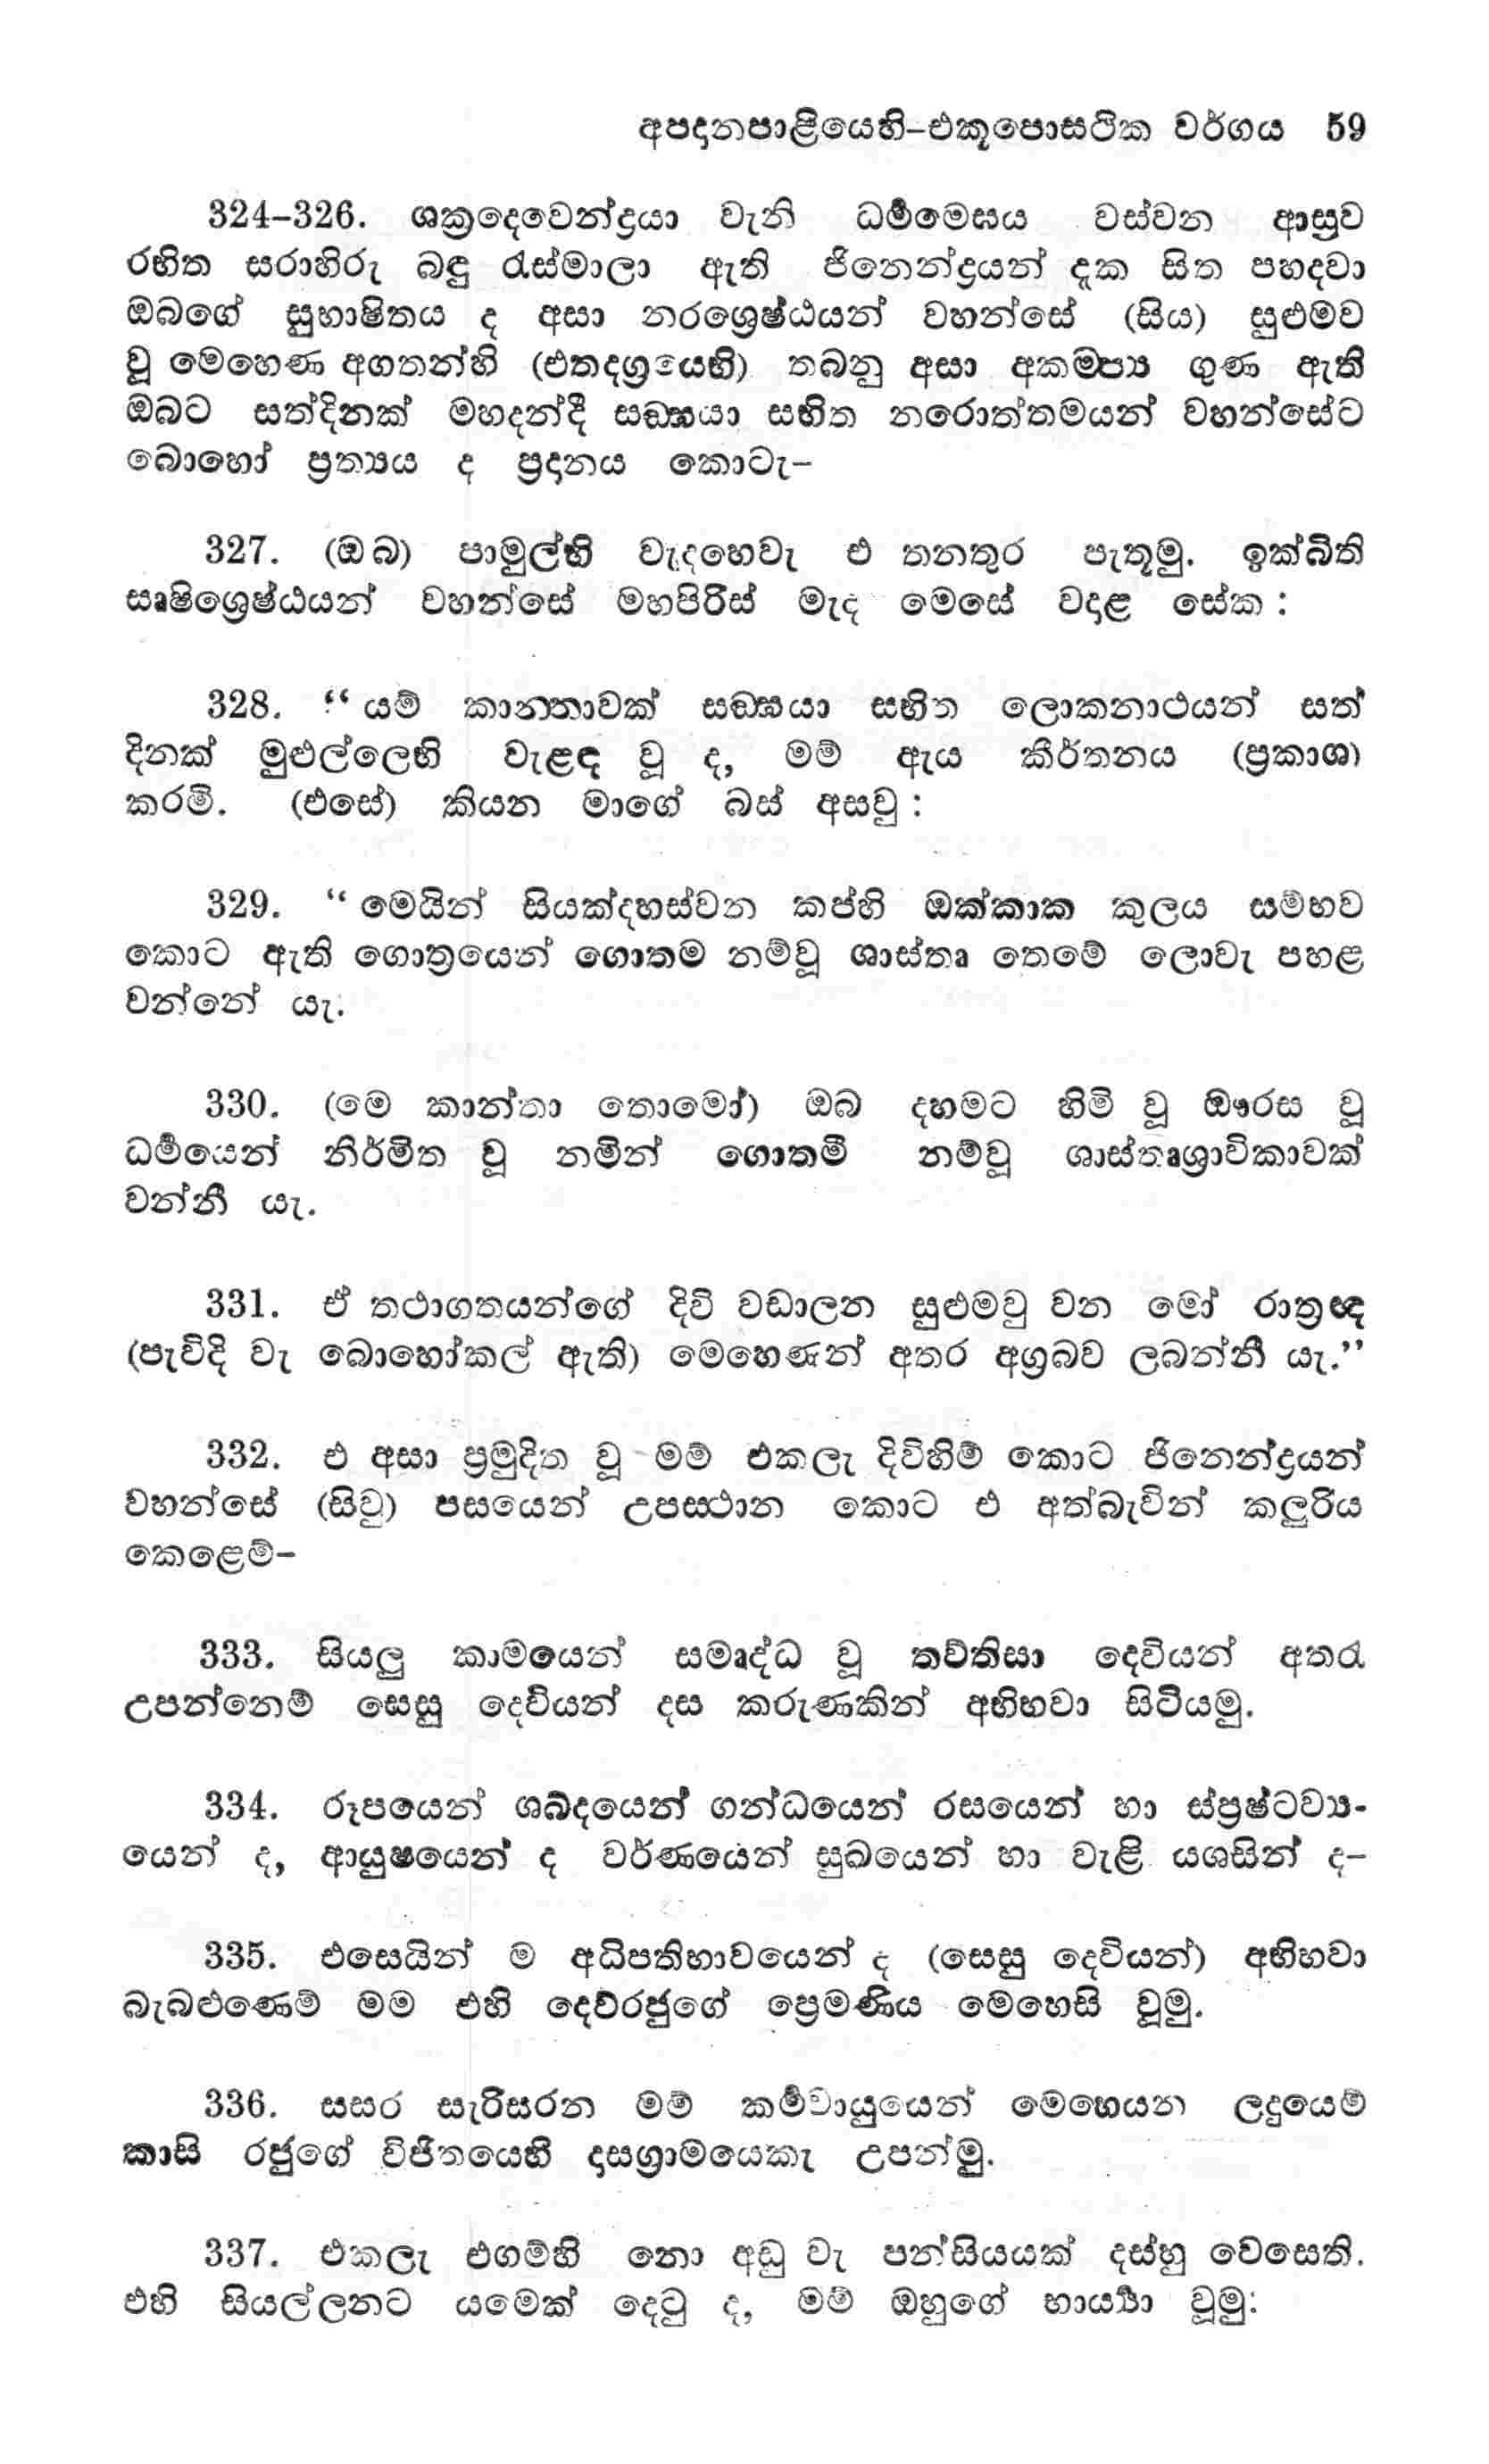 අපදානපාළියෙහි-එකූපොසථික වර්ගය 59
324-326. ශක්‍රදෙවෙන්ද්‍රයා වැනි ධර්‍මමෙඝය වස්වන ආස්‍රව
රහිත සරාහිරු බඳු රැස්මාලා ඇති ජිනෙන්ද්‍රයන් දැක සිත පහදවා
ඔබගේ සුභාෂිතය ද අසා නරශ්‍රෙෂ්ඨයන් වහන්සේ (සිය) සුළුමව
වූ මෙහෙණ අගතන්හි (එතදග්‍රයෙහි) තබනු අසා අකම්ප්‍ය ගුණ ඇති
ඔබට සත්දිනක් මහදන්දී සඞ්ඝයා සහිත නරොත්තමයන් වහන්සේට
බොහෝ ප්‍රත්‍යය ද ප්‍රදානය කොටැ-
327. (ඔබ) පාමුල්හි වැදහෙවැ එ තනතුර පැතූමු. ඉක්බිති
සෘෂිශ්‍රෙෂ්ඨයන් වහන්සේ මහපිරිස් මැද මෙසේ වදාළ සේක :
328. “ යම් කාන්තාවක් සඞ්ඝයා සහිත ලොකනාථයන් සත්
දිනක් මුළුල්ලෙහි වැළඳ වූ ද, මම් ඇය කීර්තනය (ප්‍රකාශ)
කරමි. (එසේ) කියන මාගේ බස් අසවු :
329. “ මෙයින් සියක්දහස්වන කප්හි ඔක්කාක කුලය සම්භව
කොට ඇති ගොත්‍රයෙන් ගොතම නම්වූ ශාස්තෘ තෙමේ ලොවැ පහළ
වන්නේ යැ.
330. (මෙ කාන්තා තොමෝ) ඔබ දහමට හිමි වූ ඖරස වූ
ධර්‍මයෙන් නිර්මිත වූ නමින් ගොතමී නම්වූ ශාස්තෘශ්‍රාවිකාවක්
වන්නී යැ.
331. ඒ තථාගතයන්ගේ දිවි වඩාලන සුළුමවු වන මෝ රාත්‍රඥ
(පැවිදි වැ බොහෝකල් ඇති) මෙහෙණන් අතර අග්‍රබව ලබන්නී යැ.”
332. එ අසා ප්‍රමුදිත වූ මම් එකලැ දිවිහිම් කොට ජිනෙන්ද්‍රයන්
වහන්සේ (සිවු) පසයෙන් උපස්ථාන කොට එ අත්බැවින් කලුරිය
කෙළෙමි-
333. සියලු කාමයෙන් සමෘද්ධ වූ තව්තිසා දෙවියන් අතරැ
උපන්නෙම් සෙසු දෙවියන් දස කරුණකින් අභිභවා සිටියමු.
334. රූපයෙන් ශබ්දයෙන් ගන්ධයෙන් රසයෙන් හා ස්ප්‍රෂ්ටව්‍ය-
යෙන් ද, ආයුෂයෙන් ද වර්ණයෙන් සුඛයෙන් හා වැළි යශසින් ද-
335. එසෙයින් ම අධිපතිභාවයෙන් ද (සෙසු දෙවියන්) අභිභවා
බැබළුණෙම් මම එහි දෙව්රජුගේ ප්‍රෙමණීය මෙහෙසි වූමු.
336. සසර සැරිසරන මම් කර්‍මවායුයෙන් මෙහෙයන ලදුයෙම්
කාසි රජුගේ විජිතයෙහි දාසග්‍රාමයෙකැ උපන්මු.
337. එකලැ එගම්හි නො අඩු වැ පන්සියයක් දස්හු වෙසෙති.
එහි සියල්ලනට යමෙක් දෙටු ද, මම් ඔහුගේ භාර්‍ය්‍යා වූමු: